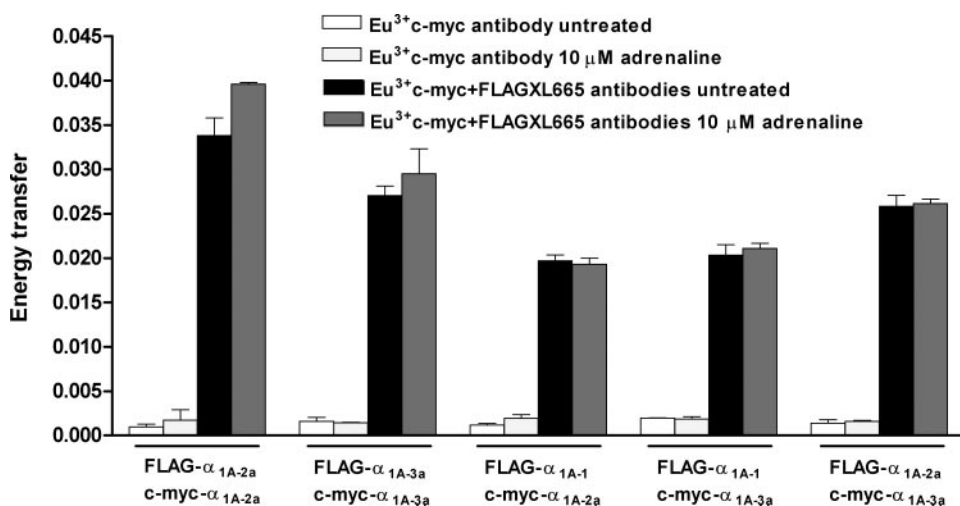 Eu³⁺c-myc antibody untreated
Eu³⁺c-myc antibody 10 μM adrenaline
Eu³⁺c-myc+FLAGXL665 antibodies untreated
Eu³⁺c-myc+FLAGXL665 antibodies 10 μM adrenaline
Energy transfer
0.045
0.040
0.035
0.030
0.025
0.020
0.015
0.010
0.005
0.000
FLAG-α1A-2a FLAG-α1A-3a FLAG-α1A-1 FLAG-α1A-1 FLAG-α1A-2a
c-myc-α1A-2a c-myc-α1A-3a c-myc-α1A-2a c-myc-α1A-3a c-myc-α1A-3a